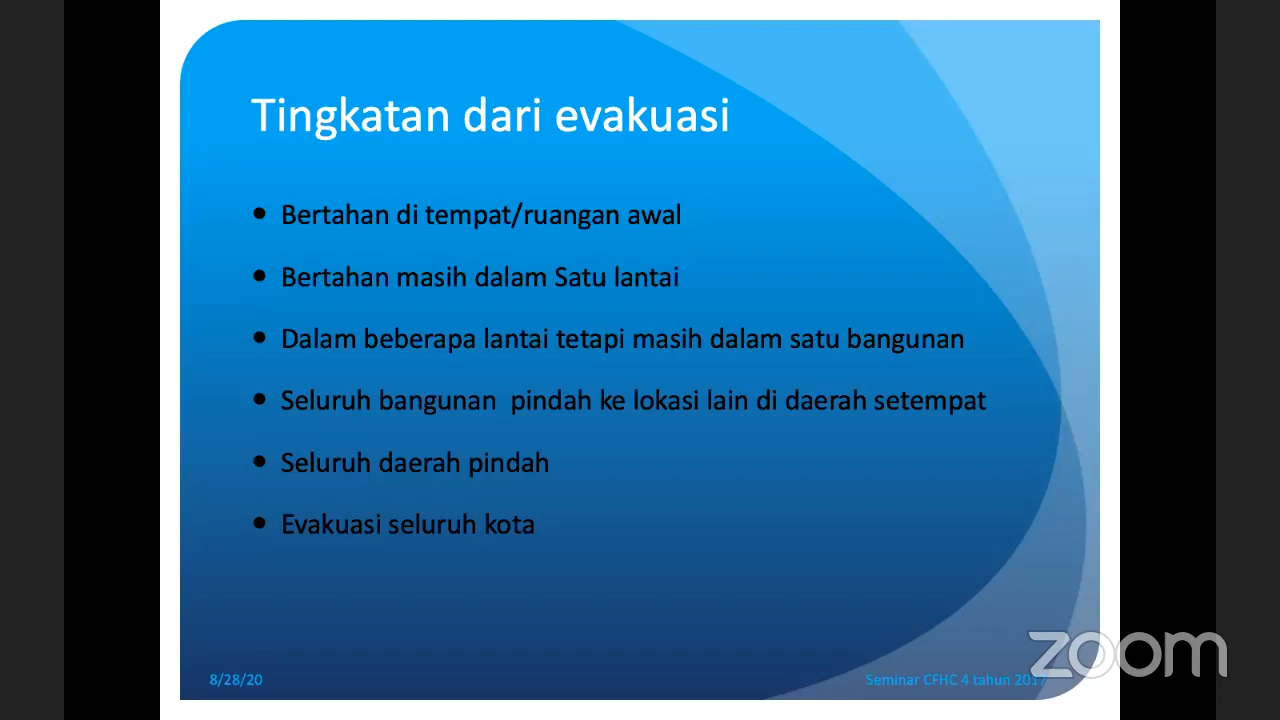 Tingkatan dari evakuasi
• Bertahan di tempat/ruangan awal
• Bertahan masih dalam Satu lantai
• Dalam beberapa lantai tetapi masih dalam satu bangunan
• Seluruh bangunan  pindah ke lokasi lain di daerah setempat
• Seluruh daerah pindah
• Evakuasi seluruh kota
8/28/20
Seminar CFHC 4 tahun 2017
zoom